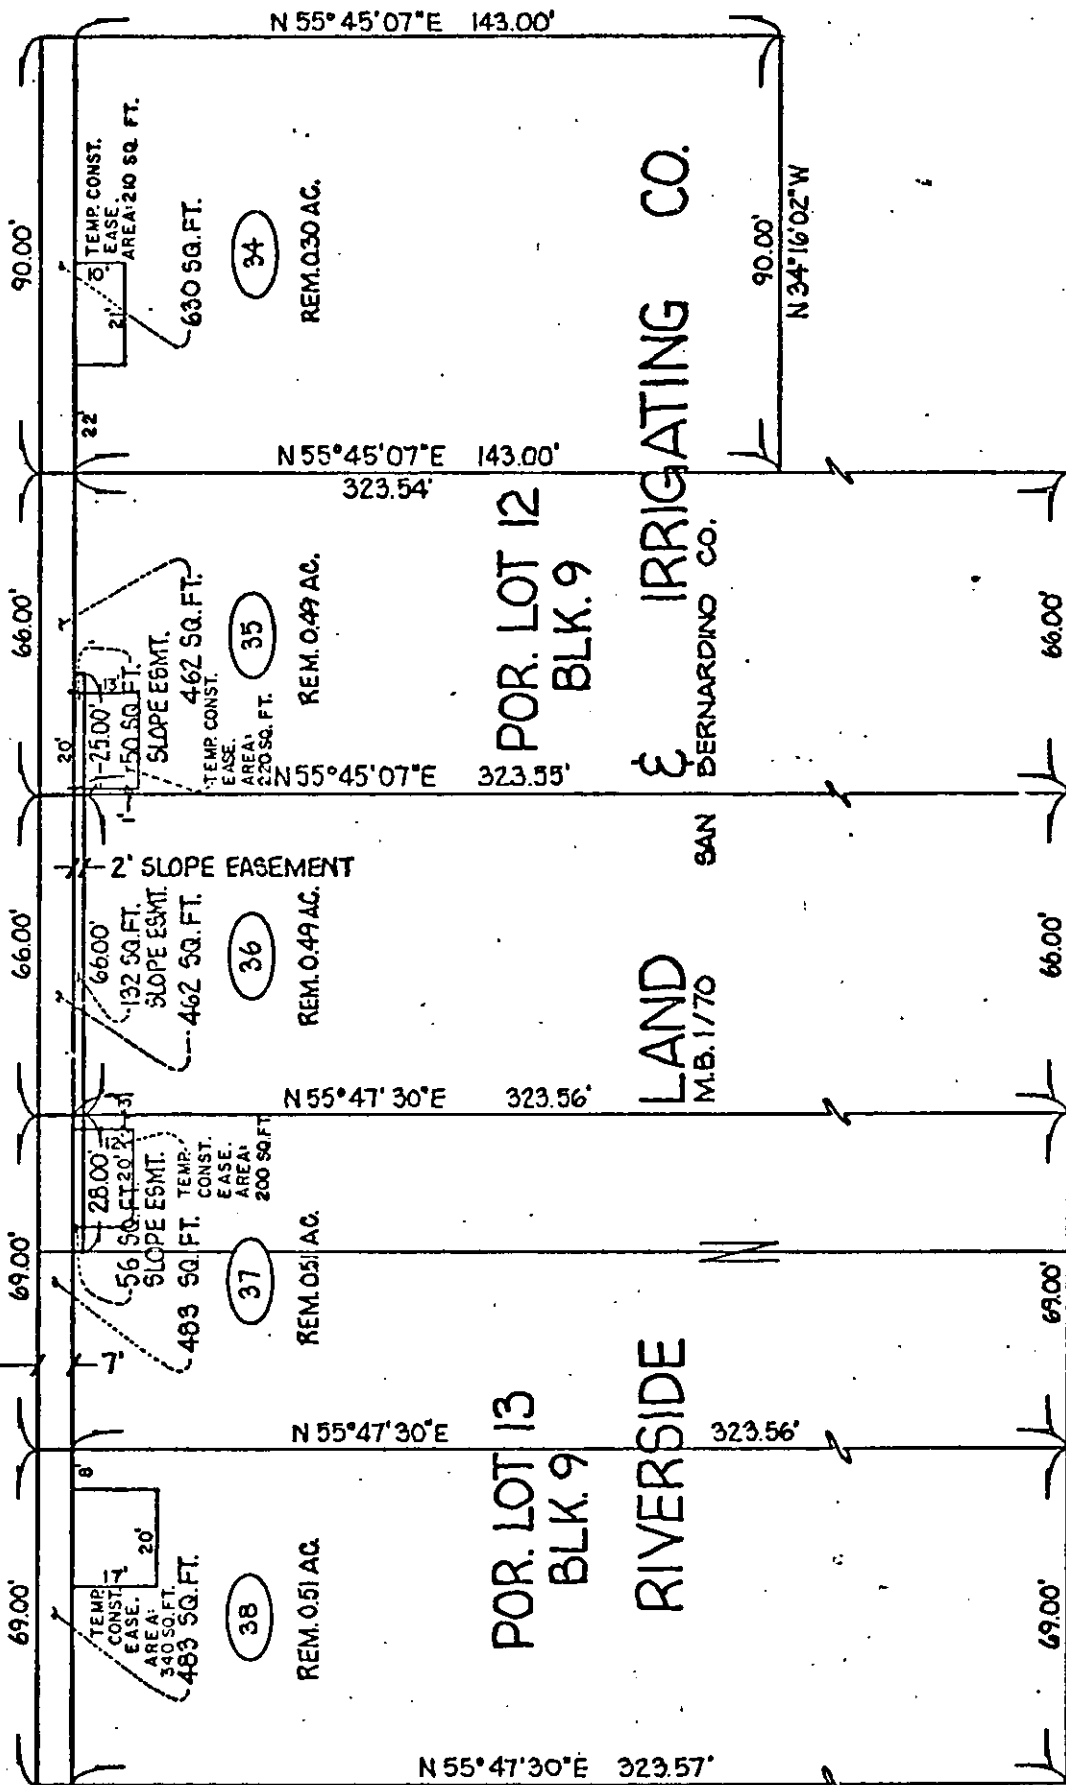 N 55°45'07"E 143.00'
90.00'
TEMP. CONST.
EASE.
AREA: 210 SQ. FT.
10'
21'
630 SQ. FT.
34
REM. 0.30 AC.
22'
90.00'
N 34°16'02"W
N 55°45'07"E 143.00'
323.54'
66.00'
20'
25.00'
13'
50 SQ. FT.
SLOPE ESMT.
462 SQ. FT.
TEMP. CONST.
EASE.
AREA:
220 SQ. FT.
35
REM. 0.49 AC.
1'
N 55°45'07"E 323.55'
POR. LOT 12
BLK. 9
66.00'
66.00'
2' SLOPE EASEMENT
66.00'
132 SQ. FT.
SLOPE ESMT.
462 SQ. FT.
36
REM. 0.49 AC.
66.00'
N 55°47'30"E 323.56'
69.00'
28.00'
3'
12'
56 SQ. FT. 20'
SLOPE ESMT.
483 SQ. FT.
TEMP.
CONST.
EASE.
AREA:
200 SQ. FT.
37
REM. 0.51 AC.
7'
69.00'
N 55°47'30"E 323.56'
69.00'
8'
20'
17'
TEMP.
CONST.
EASE.
AREA:
340 SQ. FT.
483 SQ. FT.
38
REM. 0.51 AC.
POR. LOT 13
BLK. 9
69.00'
N 55°47'30"E 323.57'
RIVERSIDE LAND & IRRIGATING CO.
M.B. 1/70 SAN BERNARDINO CO.